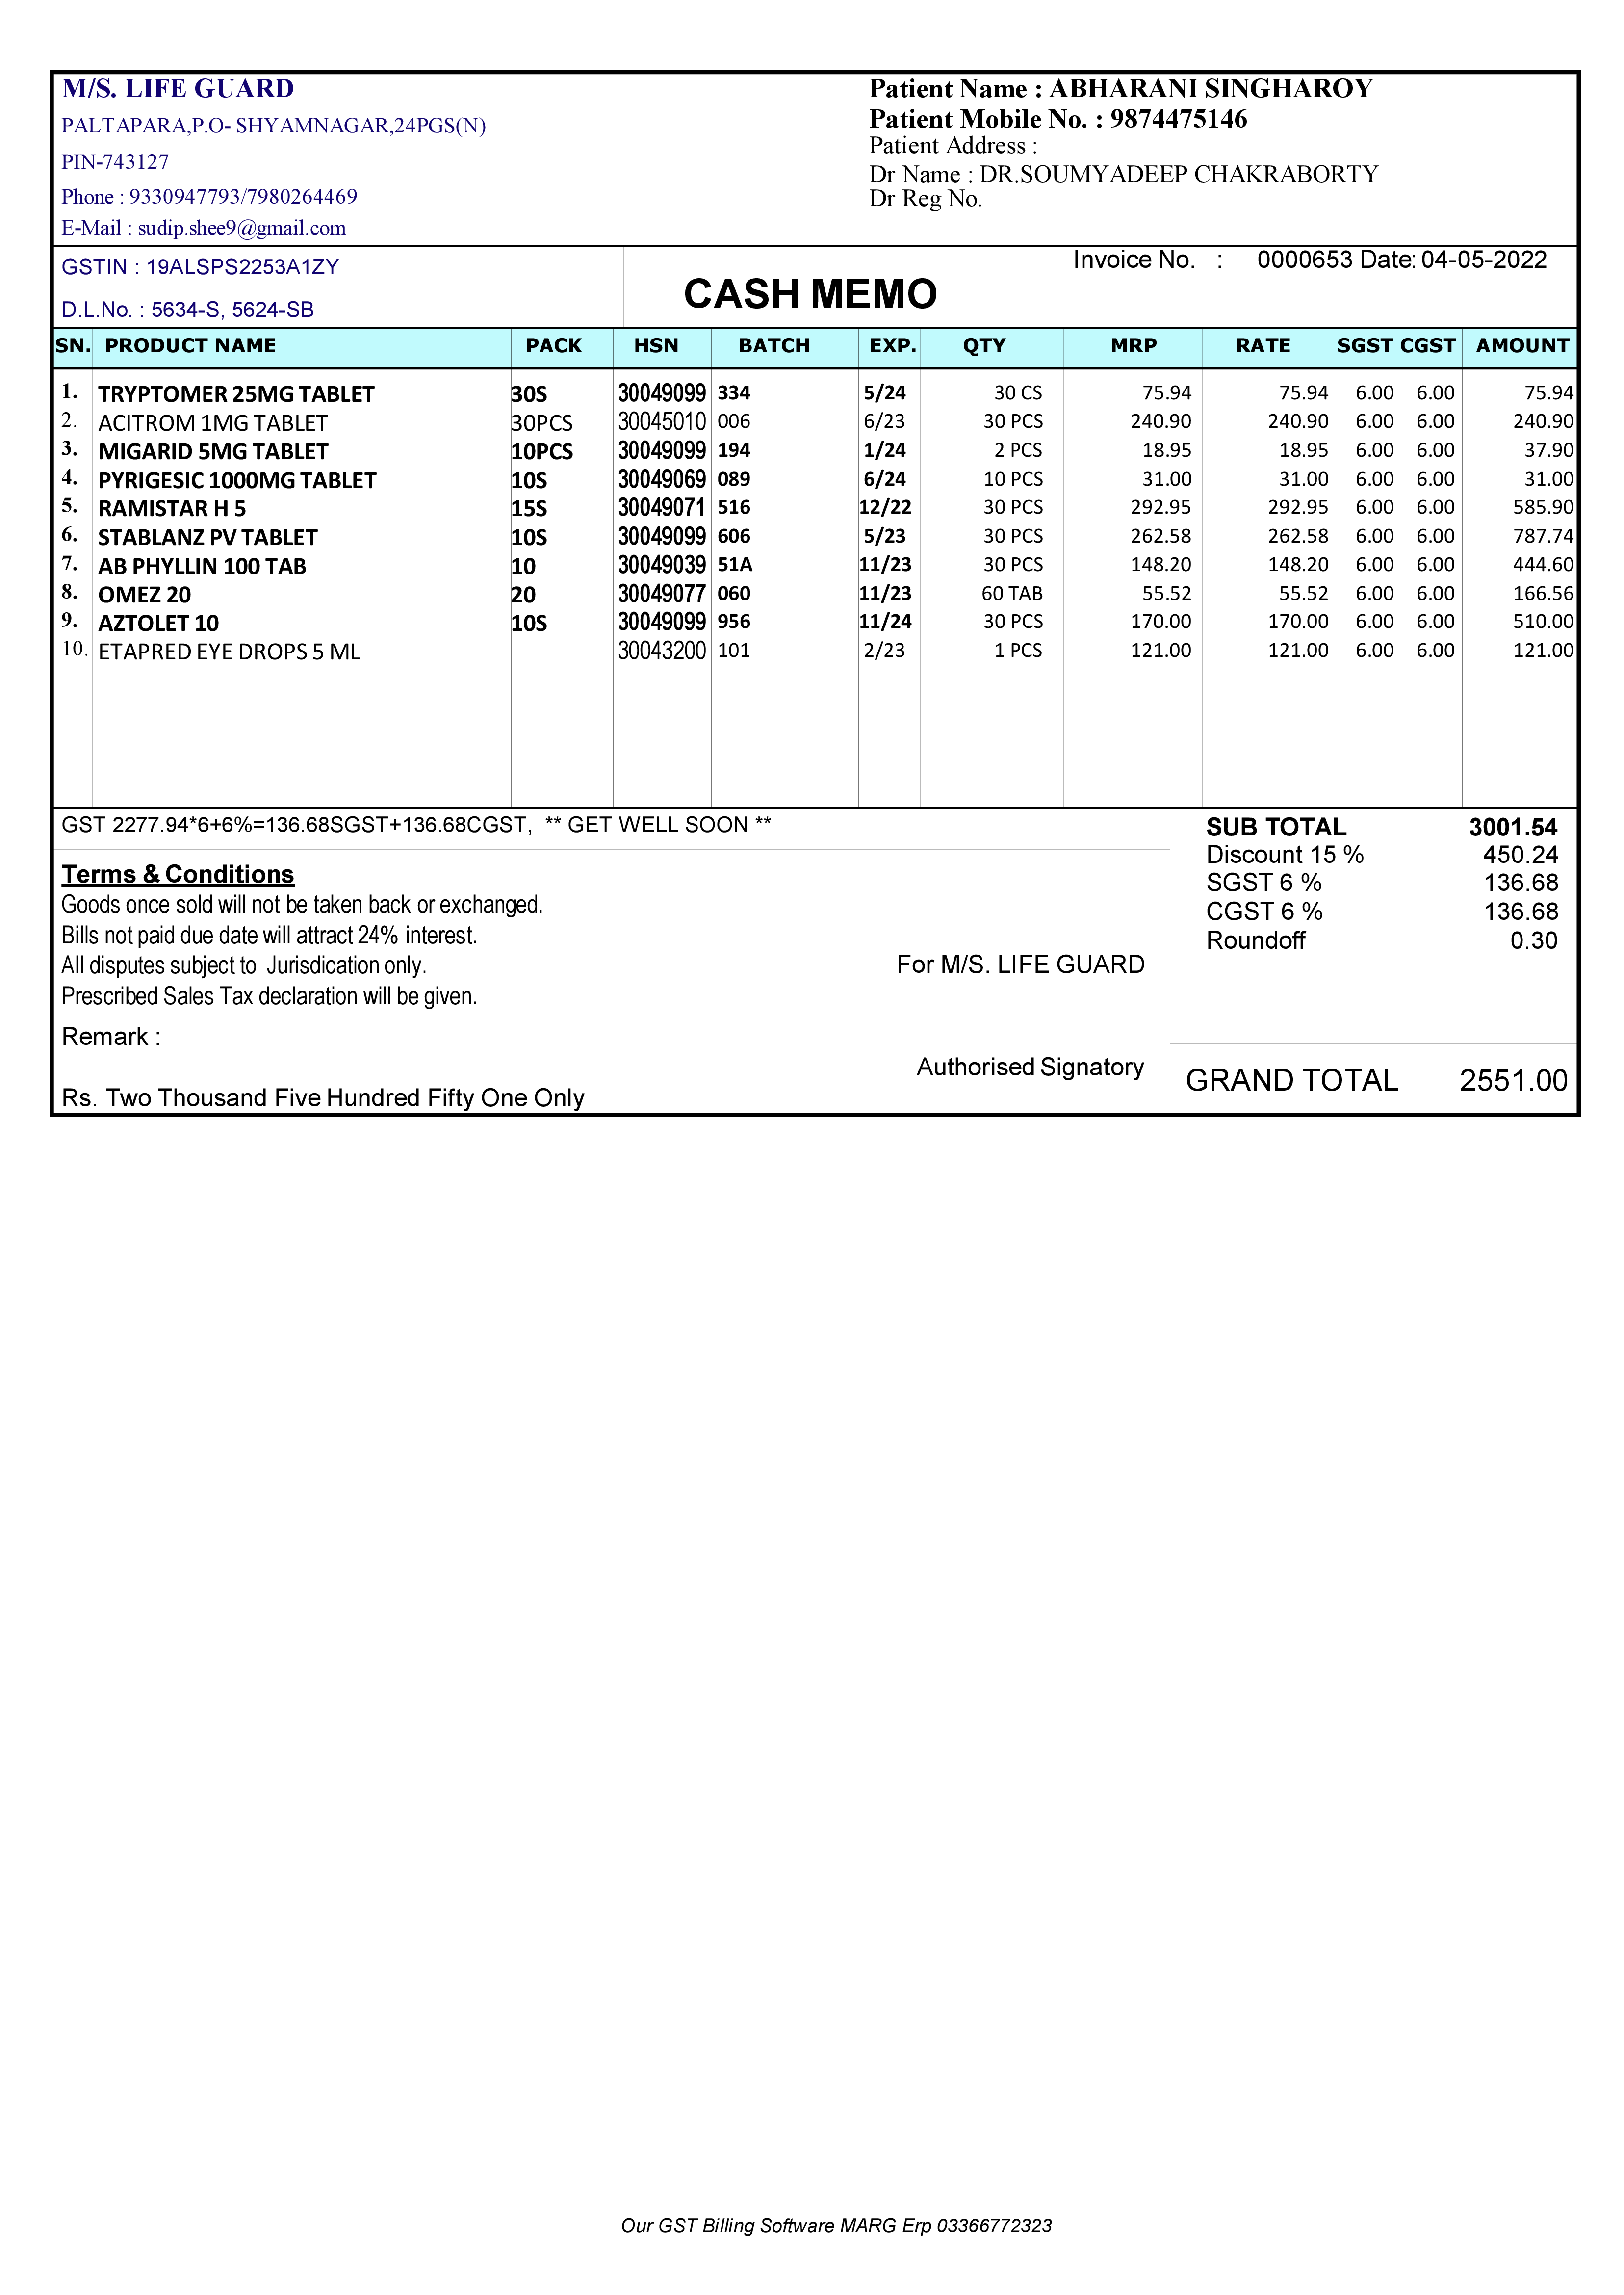 M/S. LIFE GUARD
PALTAPARA,P.O- SHYAMNAGAR,24PGS(N)
PIN-743127
Phone : 9330947793/7980264469
E-Mail : sudip.shee9@gmail.com
Patient Name : ABHARANI SINGHAROY
Patient Mobile No. : 9874475146
Patient Address :
Dr Name : DR.SOUMYADEEP CHAKRABORTY
Dr Reg No.
GSTIN : 19ALSPS2253A1ZY
D.L.No. : 5634-S, 5624-SB
CASH MEMO
Invoice No. : 0000653 Date: 04-05-2022
SN. PRODUCT NAME PACK HSN BATCH EXP. QTY MRP RATE SGST CGST AMOUNT
1. TRYPTOMER 25MG TABLET 30S 30049099 334 5/24 30 CS 75.94 75.94 6.00 6.00 75.94
2. ACITROM 1MG TABLET 30PCS 30045010 006 6/23 30 PCS 240.90 240.90 6.00 6.00 240.90
3. MIGARID 5MG TABLET 10PCS 30049099 194 1/24 2 PCS 18.95 18.95 6.00 6.00 37.90
4. PYRIGESIC 1000MG TABLET 10S 30049069 089 6/24 10 PCS 31.00 31.00 6.00 6.00 31.00
5. RAMISTAR H 5 15S 30049071 516 12/22 30 PCS 292.95 292.95 6.00 6.00 585.90
6. STABLANZ PV TABLET 10S 30049099 606 5/23 30 PCS 262.58 262.58 6.00 6.00 787.74
7. AB PHYLLIN 100 TAB 10 30049039 51A 11/23 30 PCS 148.20 148.20 6.00 6.00 444.60
8. OMEZ 20 20 30049077 060 11/23 60 TAB 55.52 55.52 6.00 6.00 166.56
9. AZTOLET 10 10S 30049099 956 11/24 30 PCS 170.00 170.00 6.00 6.00 510.00
10. ETAPRED EYE DROPS 5 ML 30043200 101 2/23 1 PCS 121.00 121.00 6.00 6.00 121.00
GST 2277.94*6+6%=136.68SGST+136.68CGST, ** GET WELL SOON **
Terms & Conditions
Goods once sold will not be taken back or exchanged.
Bills not paid due date will attract 24% interest.
All disputes subject to Jurisdication only.
Prescribed Sales Tax declaration will be given.
Remark :
Rs. Two Thousand Five Hundred Fifty One Only
For M/S. LIFE GUARD
Authorised Signatory
SUB TOTAL 3001.54
Discount 15 % 450.24
SGST 6 % 136.68
CGST 6 % 136.68
Roundoff 0.30
GRAND TOTAL 2551.00
Our GST Billing Software MARG Erp 03366772323